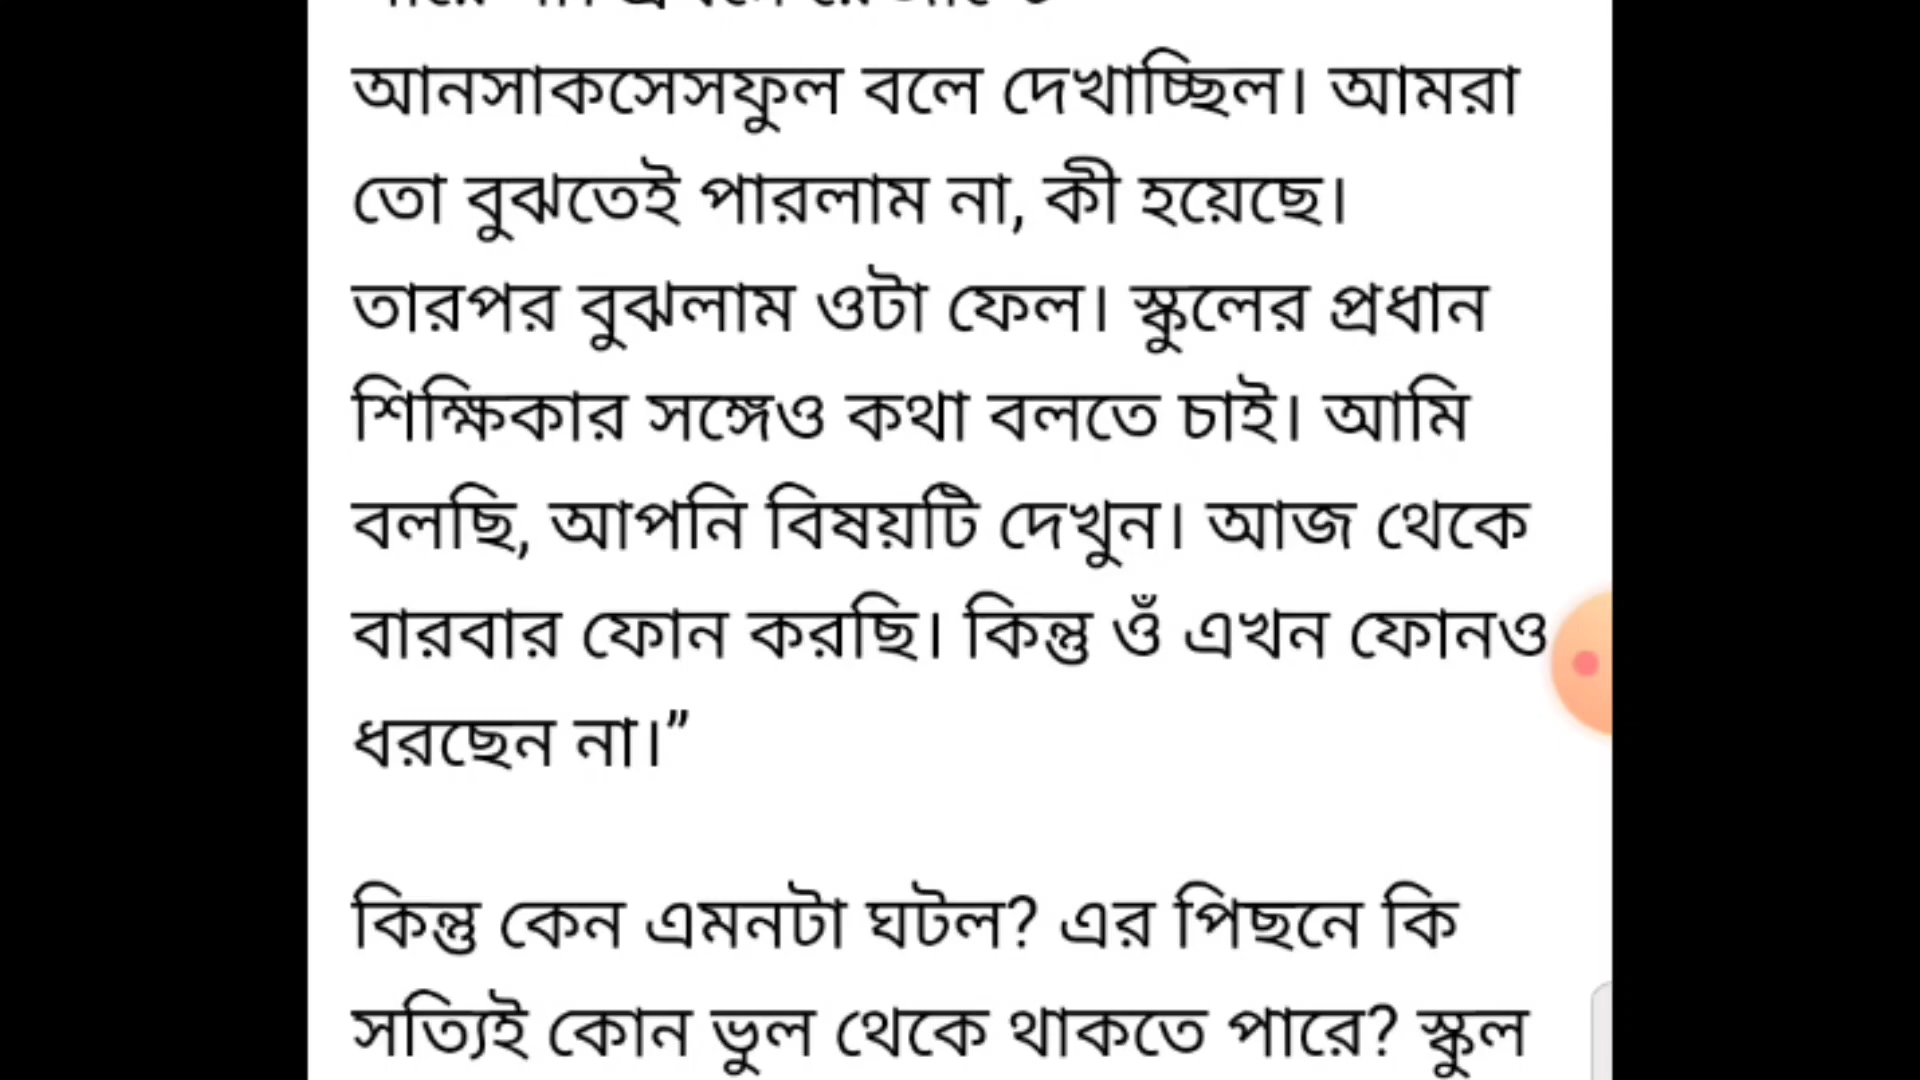 আনসাকসেসফুল বলে দেখাচ্ছিল। আমরা
তো বুঝতেই পারলাম না, কী হয়েছে।
তারপর বুঝলাম ওটা ফেল। স্কুলের প্রধান
শিক্ষিকার সঙ্গেও কথা বলতে চাই। আমি
বলছি, আপনি বিষয়টি দেখুন। আজ থেকে
বারবার ফোন করছি। কিন্তু ওঁ এখন ফোনও
ধরছেন না।”
কিন্তু কেন এমনটা ঘটল? এর পিছনে কি
সত্যিই কোন ভুল থেকে থাকতে পারে? স্কুল